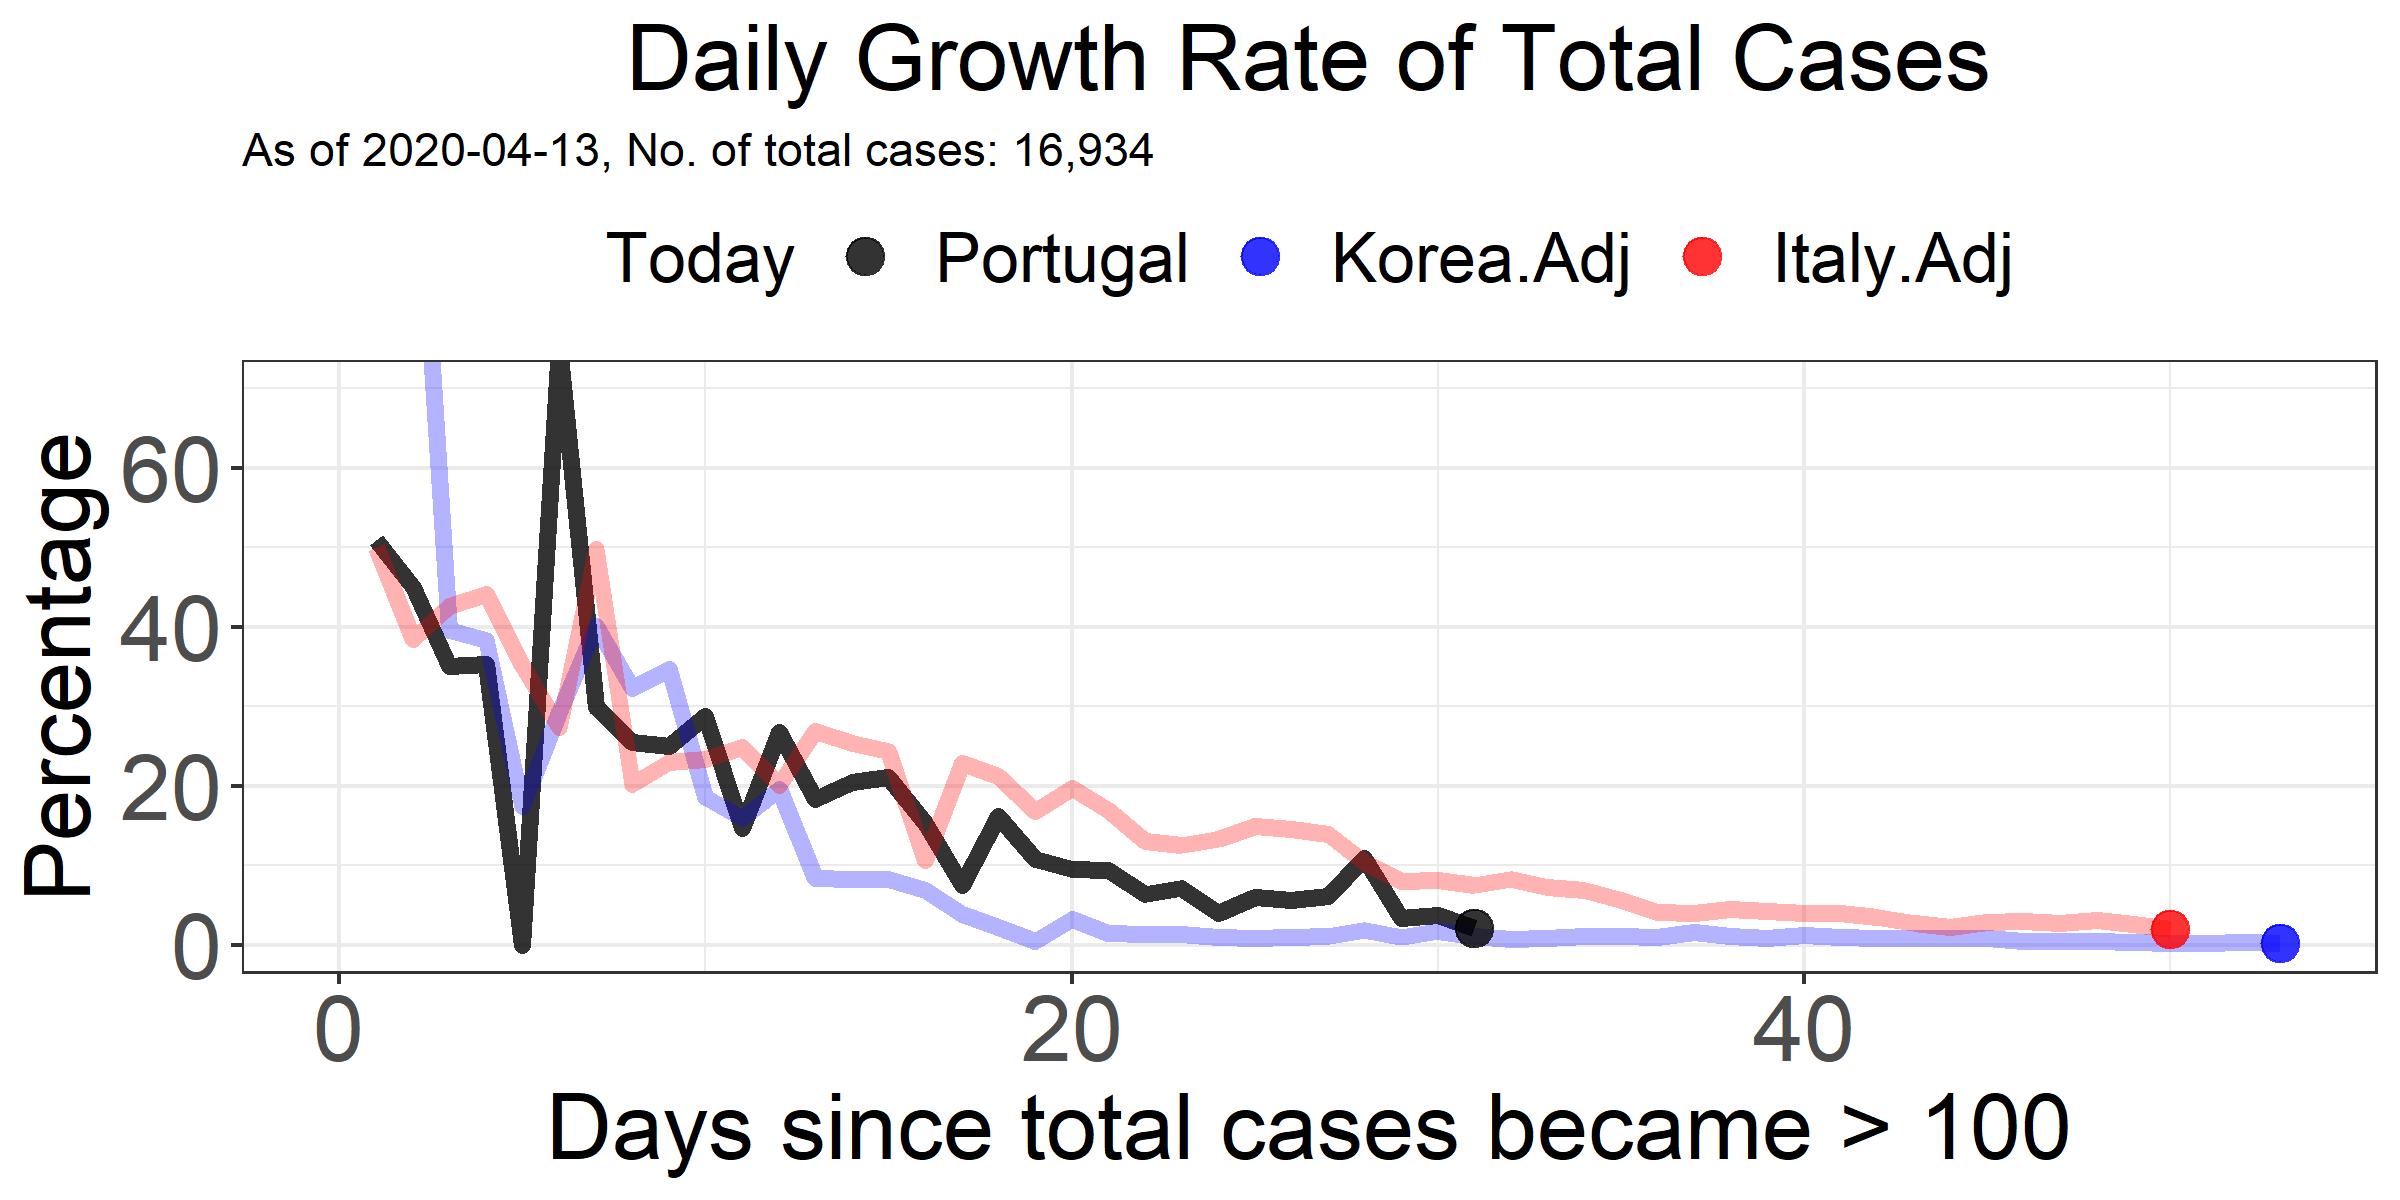 Daily Growth Rate of Total Cases
As of 2020-04-13, No. of total cases: 16,934
Today Portugal Korea.Adj Italy.Adj
Percentage
60
40
20
0
0 20 40
Days since total cases became > 100